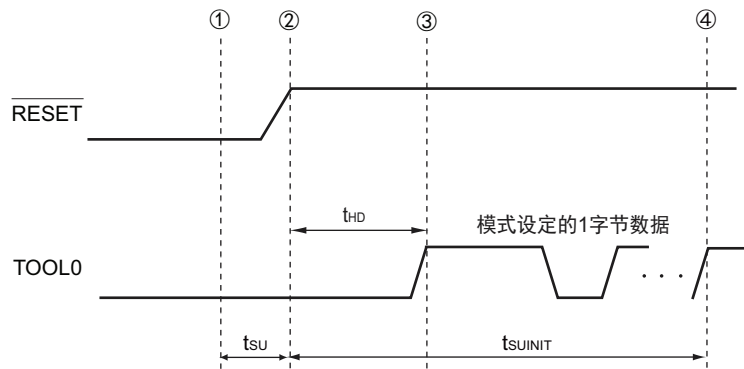 ① ② ③ ④
RESET
tHD
模式设定的1字节数据
TOOL0
. . .
tSU
tSUINIT